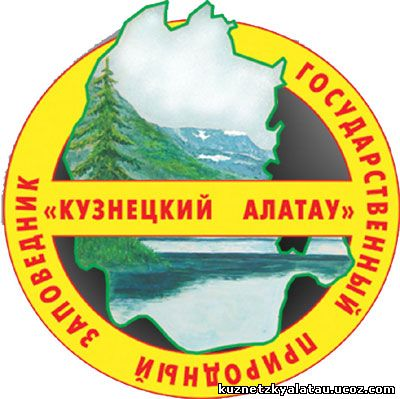 ГОСУДАРСТВЕННЫЙ ПРИРОДНЫЙ ЗАПОВЕДНИК
«КУЗНЕЦКИЙ АЛАТАУ»
kuznetzkyalatau.ucoz.com